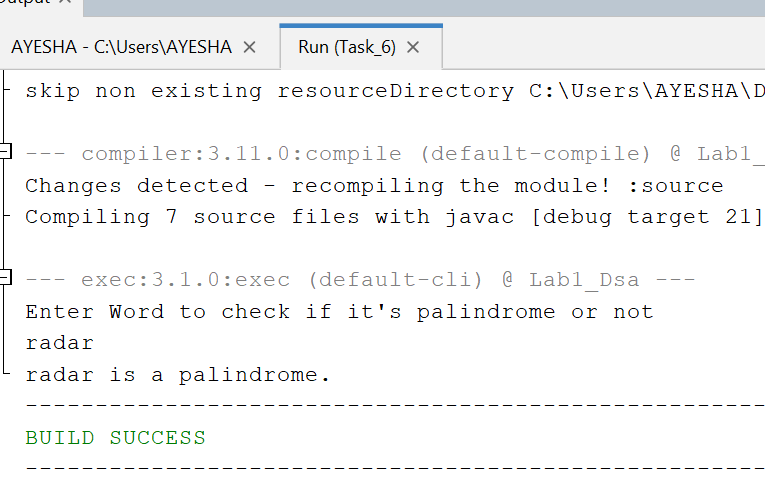 Output
AYESHA - C:\Users\AYESHA Run (Task_6)
skip non existing resourceDirectory C:\Users\AYESHA\D
--- compiler:3.11.0:compile (default-compile) @ Lab1_
Changes detected - recompiling the module! :source
Compiling 7 source files with javac [debug target 21]
--- exec:3.1.0:exec (default-cli) @ Lab1_Dsa ---
Enter Word to check if it's palindrome or not
radar
radar is a palindrome.
------------------------------------------------------
BUILD SUCCESS
------------------------------------------------------